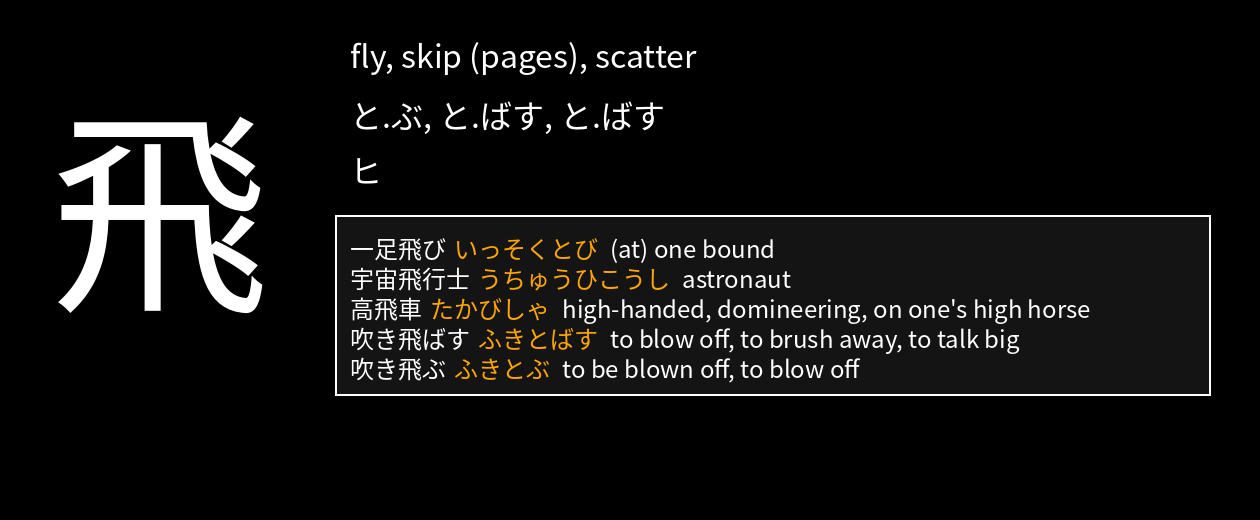 飛
fly, skip (pages), scatter
と.ぶ, と.ばす, と.ばす
ヒ
一足飛び いっそくとび (at) one bound
宇宙飛行士 うちゅうひこうし astronaut
高飛車 たかびしゃ high-handed, domineering, on one's high horse
吹き飛ばす ふきとばす to blow off, to brush away, to talk big
吹き飛ぶ ふきとぶ to be blown off, to blow off